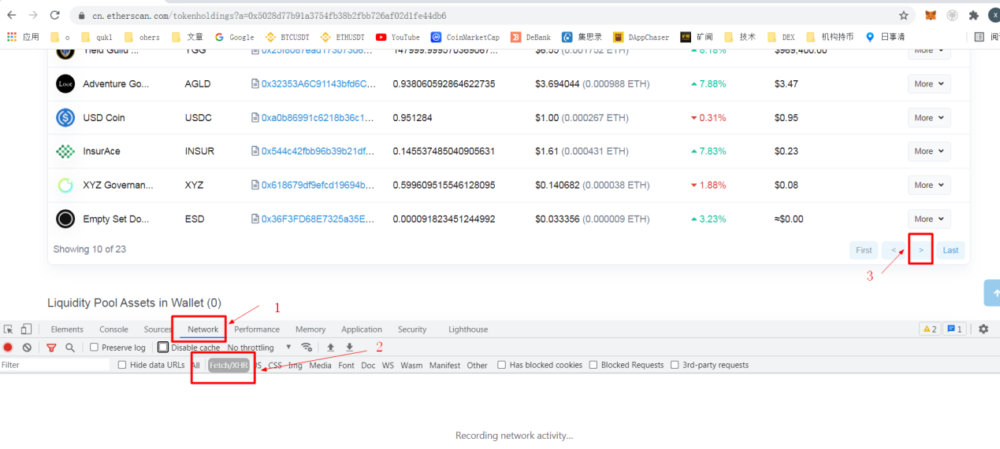 cn.etherscan.com/tokenholdings?a=0x5028d77b91a3754fb38b2fbb726af02d1fe44db6
应用 o qukl ohers 文章 Google BTCUSDT ETHUSDT YouTube CoinMarketCap DeBank 集思录 DAppChaser 矿闻 技术 DEX 机构持币 日事清
Yield Guild ... YGG 0x25f8087ead173b73d6... 147999.999570369067... $6.55 (0.001752 ETH) 8.18% $969,400.00 More
Loot Adventure Go... AGLD 0x32353A6C91143bfd6C... 0.938060592864622735 $3.694044 (0.000988 ETH) 7.88% $3.47 More
USD Coin USDC 0xa0b86991c6218b36c1... 0.951284 $1.00 (0.000267 ETH) 0.31% $0.95 More
InsurAce INSUR 0x544c42fbb96b39b21df... 0.145537485040905631 $1.61 (0.000431 ETH) 7.83% $0.23 More
XYZ Governan... XYZ 0x618679df9efcd19694b... 0.599609515546128095 $0.140682 (0.000038 ETH) 1.88% $0.08 More
Empty Set Do... ESD 0x36F3FD68E7325a35E... 0.000091823451244992 $0.033356 (0.000009 ETH) 3.23% ≈$0.00 More
Showing 10 of 23 First < > Last
3
Liquidity Pool Assets in Wallet (0)
1
Elements Console Sources Network Performance Memory Application Security Lighthouse 2 1
Preserve log Disable cache No throttling 2
Filter Hide data URLs All Fetch/XHR JS CSS Img Media Font Doc WS Wasm Manifest Other Has blocked cookies Blocked Requests 3rd-party requests
Recording network activity...